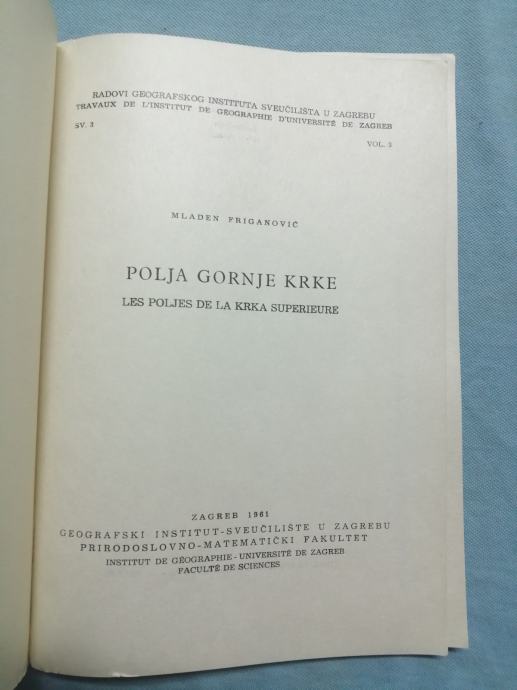 RADOVI GEOGRAFSKOG INSTITUTA SVEUČILIŠTA U ZAGREBU
TRAVAUX DE L'INSTITUT DE GEOGRAPHIE D'UNIVERSITÉ DE ZAGREB
SV. 3
VOL. 3
MLADEN FRIGANOVIĆ
POLJA GORNJE KRKE
LES POLJES DE LA KRKA SUPERIEURE
ZAGREB 1961
GEOGRAFSKI INSTITUT-SVEUČILIŠTE U ZAGREBU
PRIRODOSLOVNO-MATEMATIČKI FAKULTET
INSTITUT DE GÉOGRAPHIE-UNIVERSITÉ DE ZAGREB
FACULTÉ DE SCIENCES